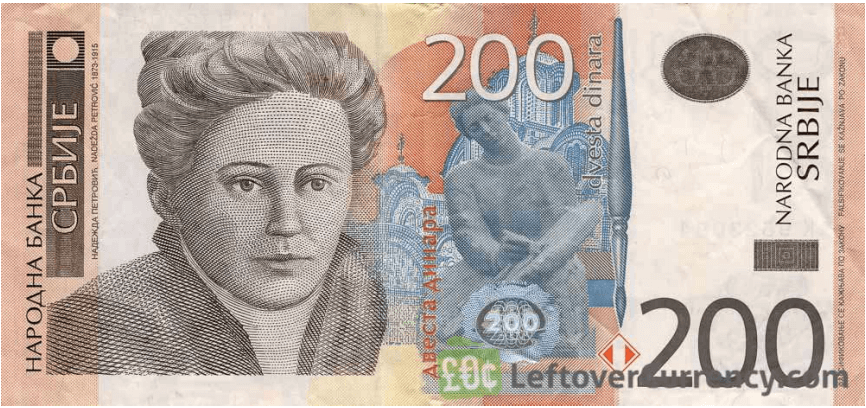 НАРОДНА БАНКА
СРБИЈЕ
НАДЕЖДА ПЕТРОВИЋ, NADEŽDA PETROVIĆ 1873-1915
200
dvesta dinara
двеста динара
200
NARODNA BANKA
SRBIJE
FALSIFIKOVANJE SE KAŽNJAVA PO ZAKONU
ФАЛСИФИКОВАЊЕ СЕ КАЖЊАВА ПО ЗАКОНУ
200
£0¢ LeftoverCurrency.com